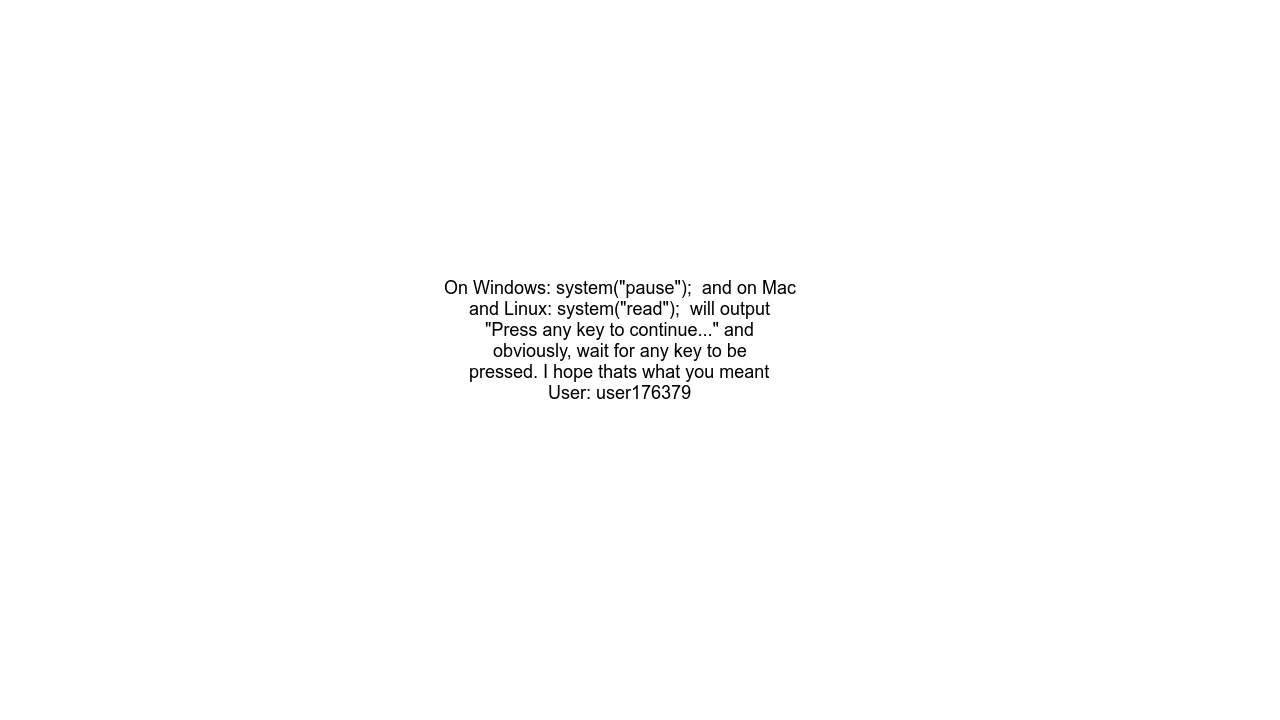 On Windows: system("pause");  and on Mac
and Linux: system("read");  will output
"Press any key to continue..." and
obviously, wait for any key to be
pressed. I hope thats what you meant
User: user176379